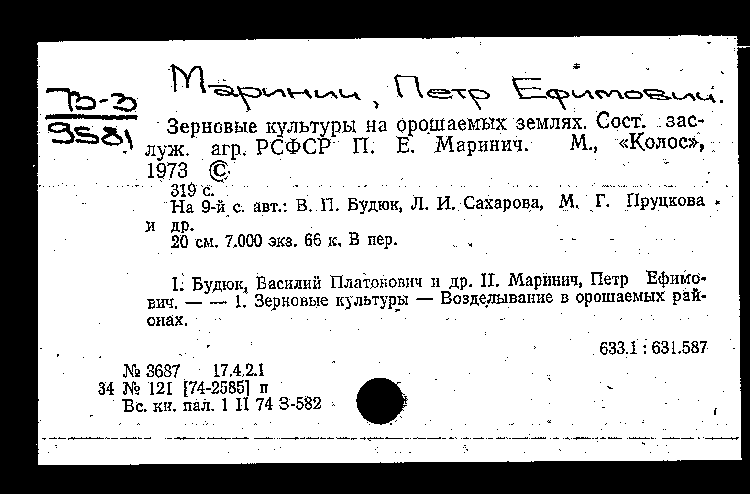 Маринич, Петр Ефимович.
Тз-3
9581
Зерновые культуры на орошаемых землях. Сост. зас-
луж. агр. РСФСР П. Е. Маринич. М., «Колос»,
1973 ©
319 с.
На 9-й с. авт.: В. П. Будюк, Л. И. Сахарова, М. Г. Пруцкова
и др.
20 см. 7.000 экз. 66 к. В пер.
I. Будюк, Василий Платонович и др. II. Маринич, Петр Ефимо-
вич. — — 1. Зерновые культуры — Возделывание в орошаемых рай-
онах.
633.1 : 631.587
№ 3687 17.4.2.1
34 № 121 [74-2585] п
Вс. кн. пал. 1 II 74 З-582